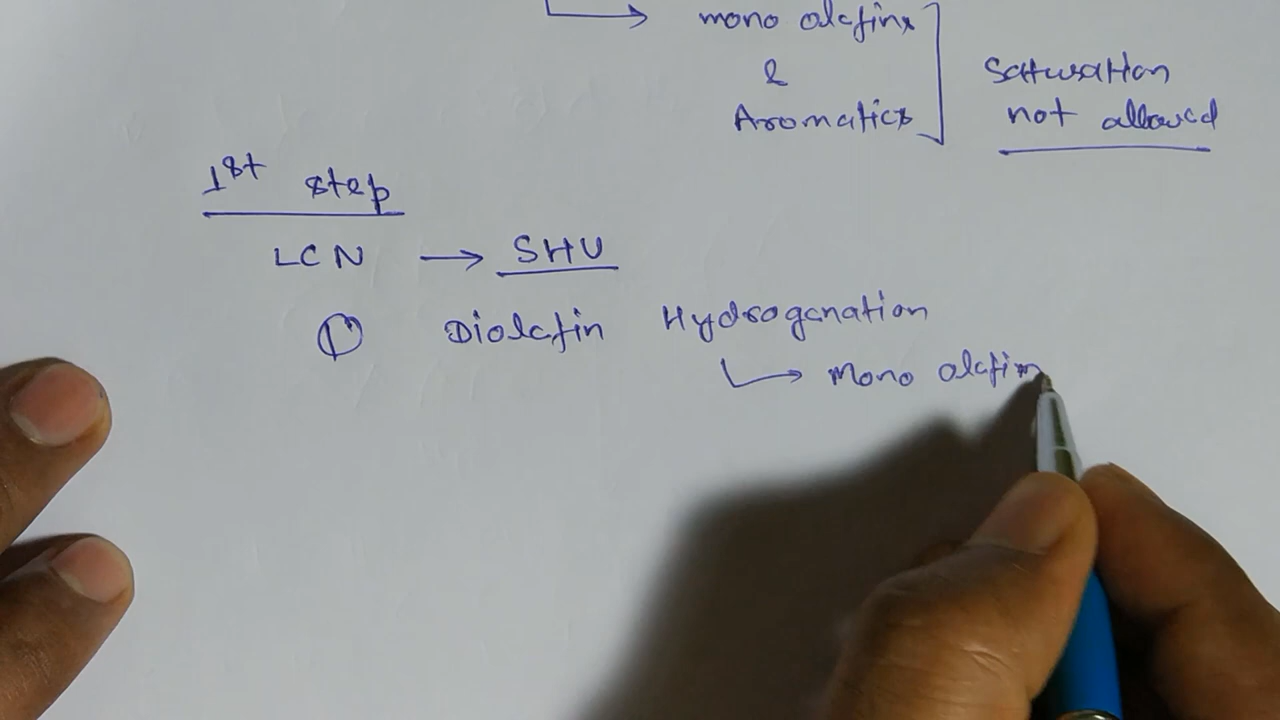 mono olefins
&
Aromatics
Saturation
not allowed
1st step
LCN → SHU
① Diolefin Hydrogenation
→ Mono olefin